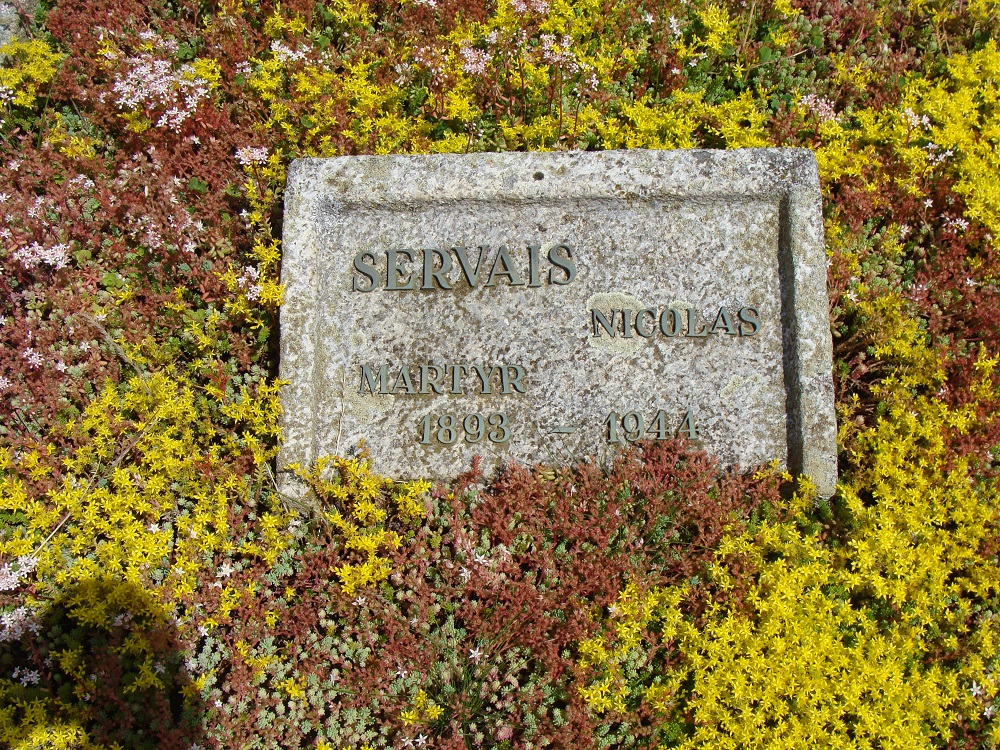 SERVAIS
NICOLAS
MARTYR
1893 – 1944